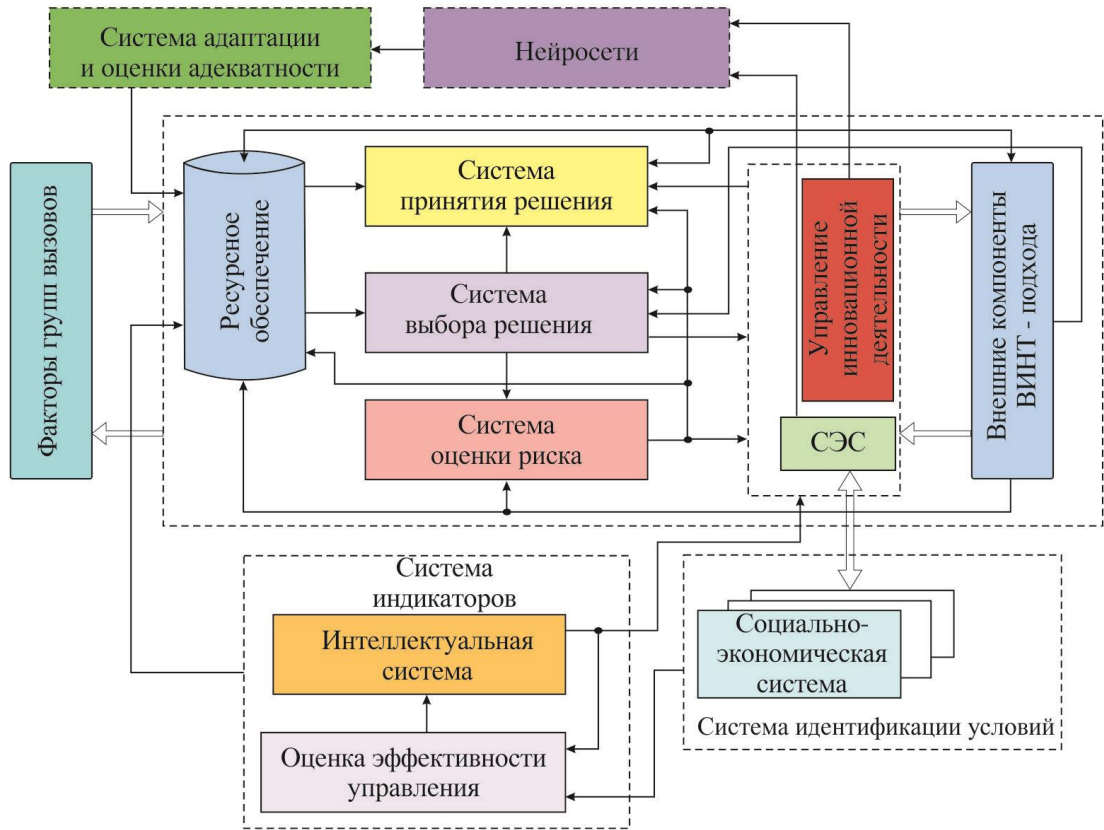 Система адаптации
и оценки адекватности
Нейросети
Факторы групп вызовов
Ресурсное
обеспечение
Система
принятия решения
Система
выбора решения
Система
оценки риска
Управление
инновационной
деятельности
СЭС
Внешние компоненты
ВИНТ - подхода
Система
индикаторов
Интеллектуальная
система
Оценка эффективности
управления
Социально-
экономическая
система
Система идентификации условий